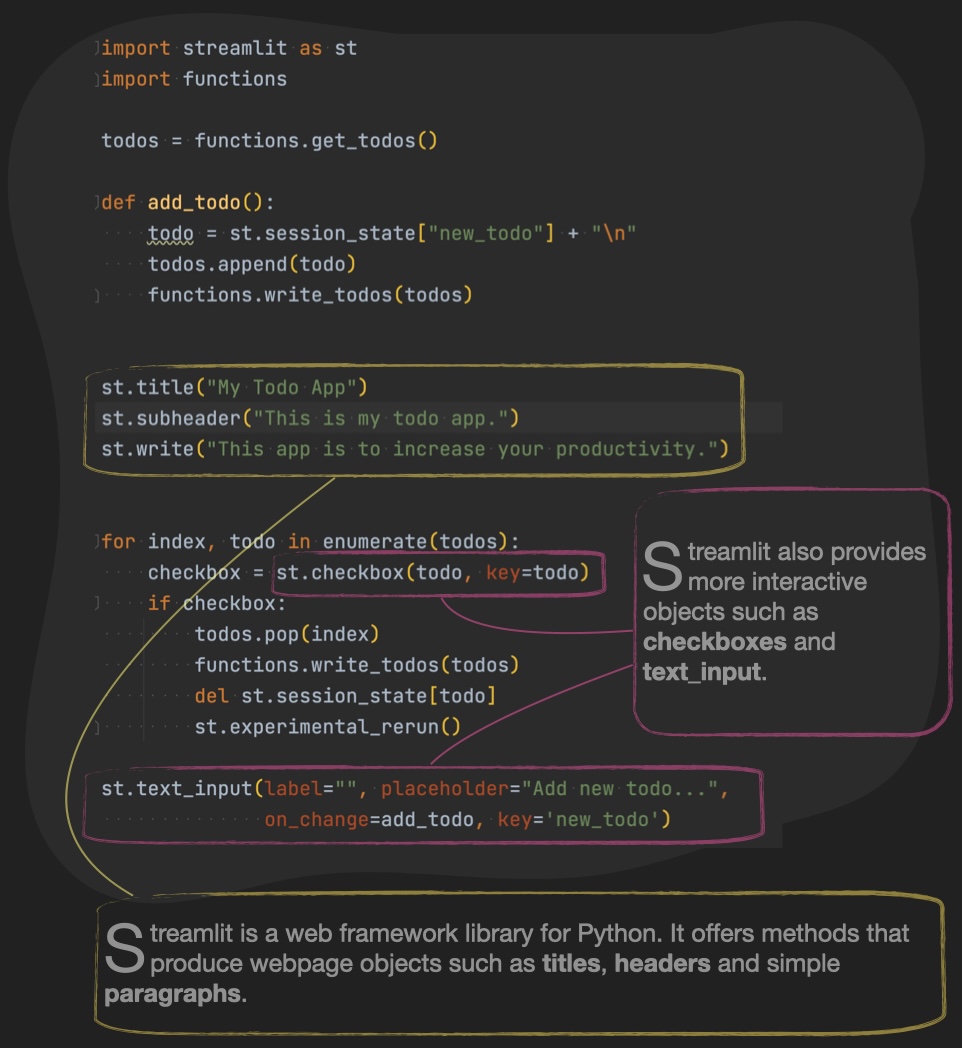 import streamlit as st
import functions
todos = functions.get_todos()
def add_todo():
    todo = st.session_state["new_todo"] + "\n"
    todos.append(todo)
    functions.write_todos(todos)
st.title("My Todo App")
st.subheader("This is my todo app.")
st.write("This app is to increase your productivity.")
for index, todo in enumerate(todos):
    checkbox = st.checkbox(todo, key=todo)
    if checkbox:
        todos.pop(index)
        functions.write_todos(todos)
        del st.session_state[todo]
        st.experimental_rerun()
st.text_input(label="", placeholder="Add new todo...",
              on_change=add_todo, key='new_todo')
Streamlit also provides
more interactive
objects such as
checkboxes and
text_input.
Streamlit is a web framework library for Python. It offers methods that
produce webpage objects such as titles, headers and simple
paragraphs.